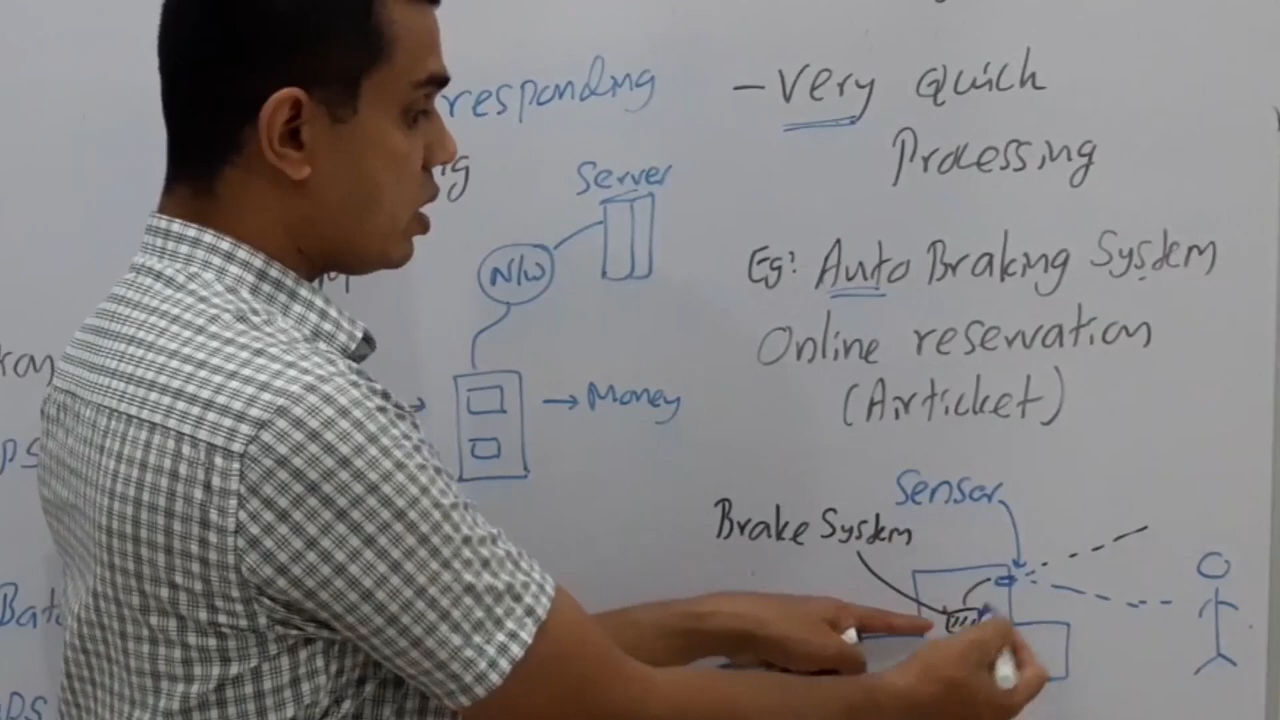 responding
Server
N/W
Money
- Very quick
Processing
Eg: Auto Braking System
Online reservation
(Airticket)
Sensor
Brake System